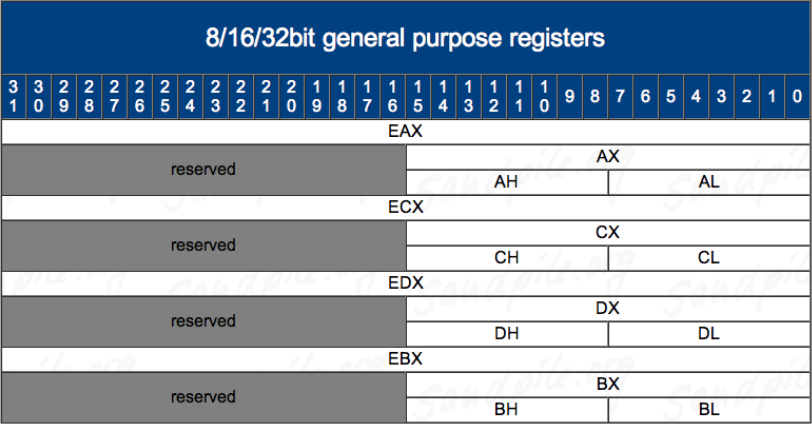 8/16/32bit general purpose registers
31 30 29 28 27 26 25 24 23 22 21 20 19 18 17 16 15 14 13 12 11 10 9 8 7 6 5 4 3 2 1 0
EAX
reserved AX
AH AL
ECX
reserved CX
CH CL
EDX
reserved DX
DH DL
EBX
reserved BX
BH BL
sandpile.org